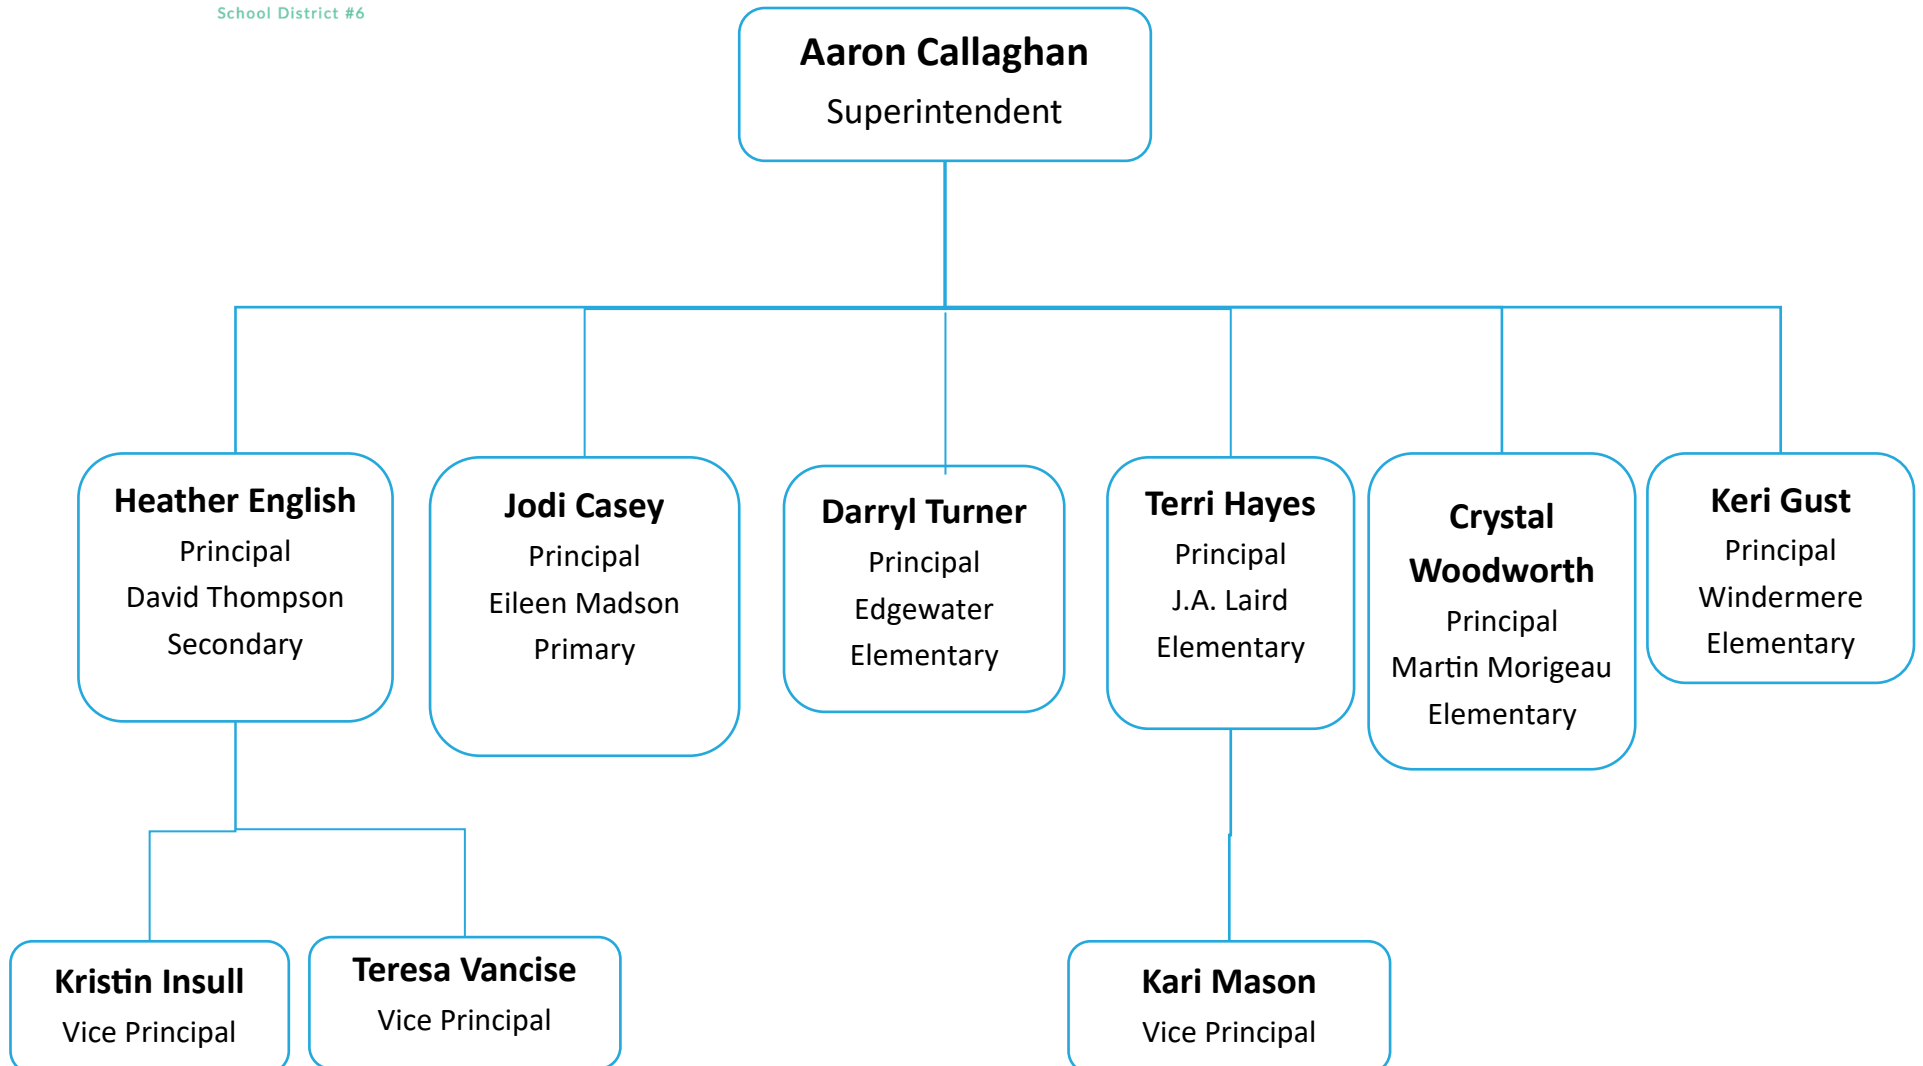 School District #6
Aaron Callaghan
Superintendent
Heather English
Principal
David Thompson
Secondary
Jodi Casey
Principal
Eileen Madson
Primary
Darryl Turner
Principal
Edgewater
Elementary
Terri Hayes
Principal
J.A. Laird
Elementary
Crystal
Woodworth
Principal
Martin Morigeau
Elementary
Keri Gust
Principal
Windermere
Elementary
Kristin Insull
Vice Principal
Teresa Vancise
Vice Principal
Kari Mason
Vice Principal